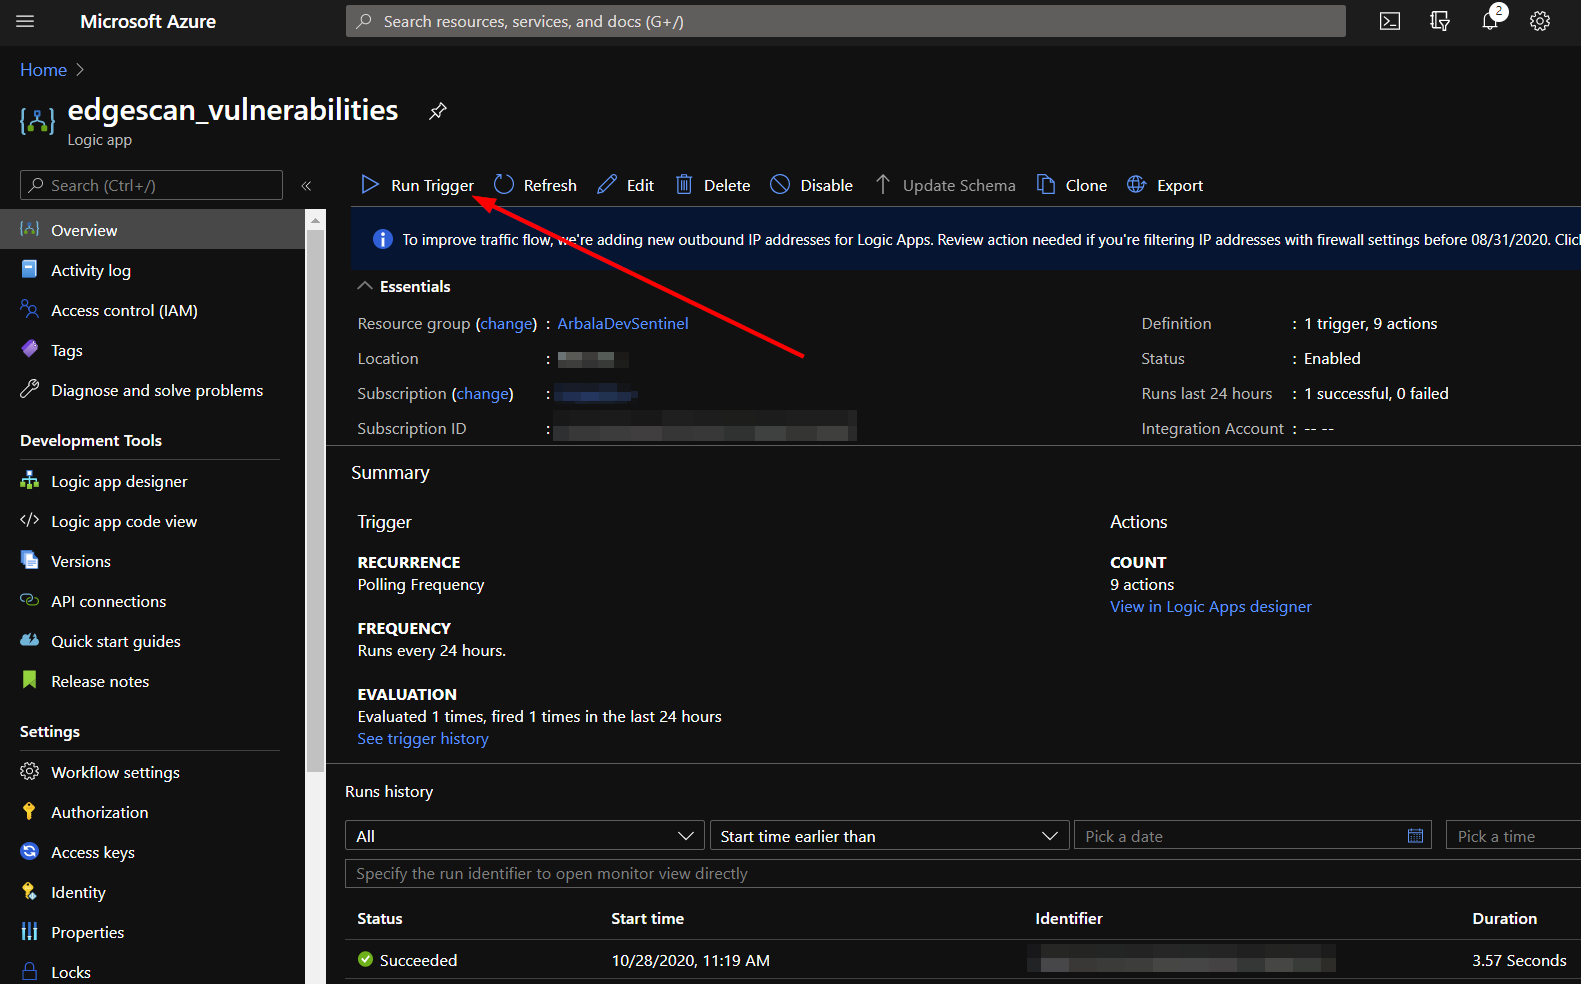 Microsoft Azure
Search resources, services, and docs (G+/)
2
Home
edgescan_vulnerabilities
Logic app
Search (Ctrl+/)
«
Run Trigger
Refresh
Edit
Delete
Disable
Update Schema
Clone
Export
To improve traffic flow, we're adding new outbound IP addresses for Logic Apps. Review action needed if you're filtering IP addresses with firewall settings before 08/31/2020.
Overview
Activity log
Access control (IAM)
Tags
Diagnose and solve problems
Development Tools
Logic app designer
Logic app code view
Versions
API connections
Quick start guides
Release notes
Settings
Workflow settings
Authorization
Access keys
Identity
Properties
Locks
Essentials
Resource group (change) : ArbalaDevSentinel
Location :
Subscription (change) :
Subscription ID :
Definition : 1 trigger, 9 actions
Status : Enabled
Runs last 24 hours : 1 successful, 0 failed
Integration Account : -- --
Summary
Trigger
RECURRENCE
Polling Frequency
FREQUENCY
Runs every 24 hours.
EVALUATION
Evaluated 1 times, fired 1 times in the last 24 hours
See trigger history
Actions
COUNT
9 actions
View in Logic Apps designer
Runs history
All
Start time earlier than
Pick a date
Pick a time
Specify the run identifier to open monitor view directly
Status Start time Identifier Duration
Succeeded 10/28/2020, 11:19 AM 3.57 Seconds